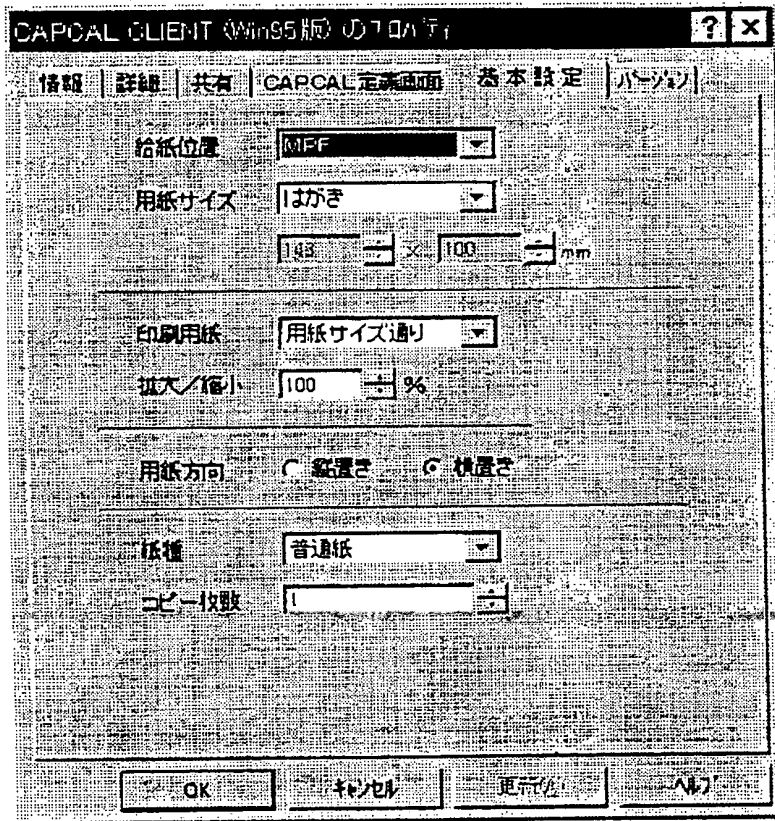 CAPCAL CLIENT (Win95版) のプロパティ
情報 詳細 共有 CAPCAL定義画面 基本設定 バージョン
給紙位置
用紙サイズ はがき
148 × 100 mm
印刷用紙 用紙サイズ通り
拡大/縮小 100 %
用紙方向 縦置き 横置き
紙種 普通紙
コピー枚数 1
OK キャンセル ヘルプ